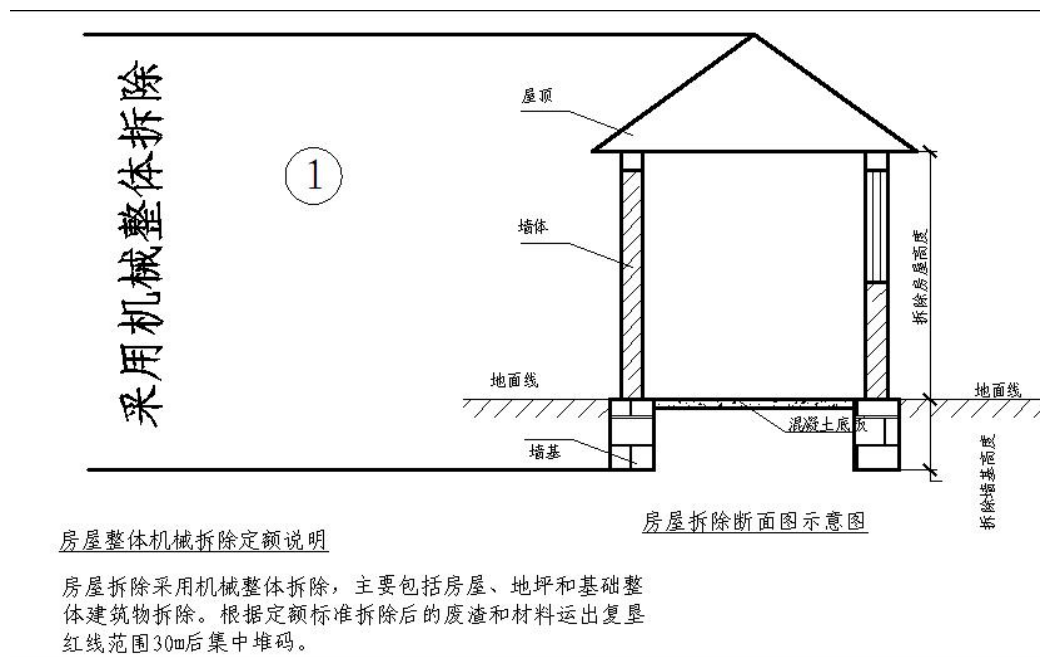 采用机械整体拆除
①
屋顶
墙体
拆除房屋高度
地面线
地面线
混凝土底板
墙基
拆除墙基高度
房屋拆除断面图示意图
房屋整体机械拆除定额说明
房屋拆除采用机械整体拆除，主要包括房屋、地坪和基础整
体建筑物拆除。根据定额标准拆除后的废渣和材料运出复垦
红线范围30m后集中堆码。